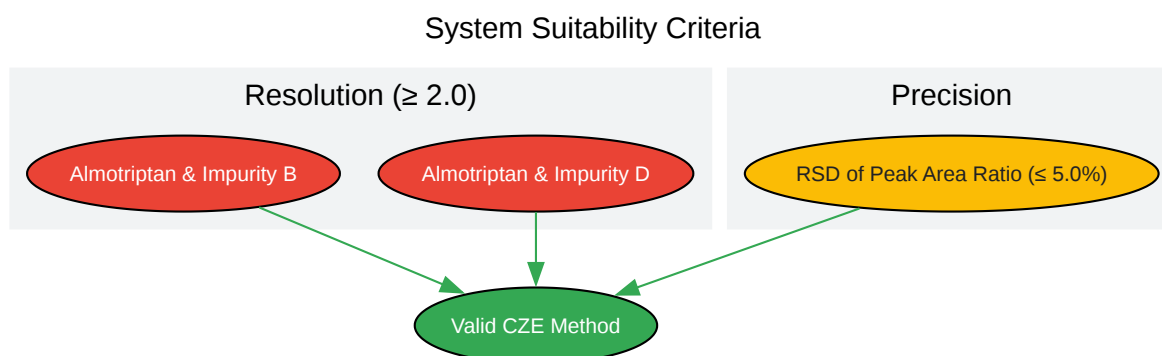 System Suitability Criteria
Resolution (≥ 2.0)
Precision
Almotriptan & Impurity B
Almotriptan & Impurity D
RSD of Peak Area Ratio (≤ 5.0%)
Valid CZE Method